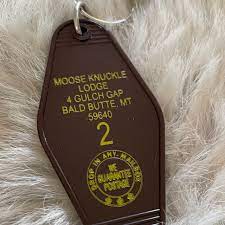 MOOSE KNUCKLE
LODGE
4 GULCH GAP
BALD BUTTE, MT
59640
2
DROP IN ANY MAILBOX
WE
GUARANTEE
POSTAGE